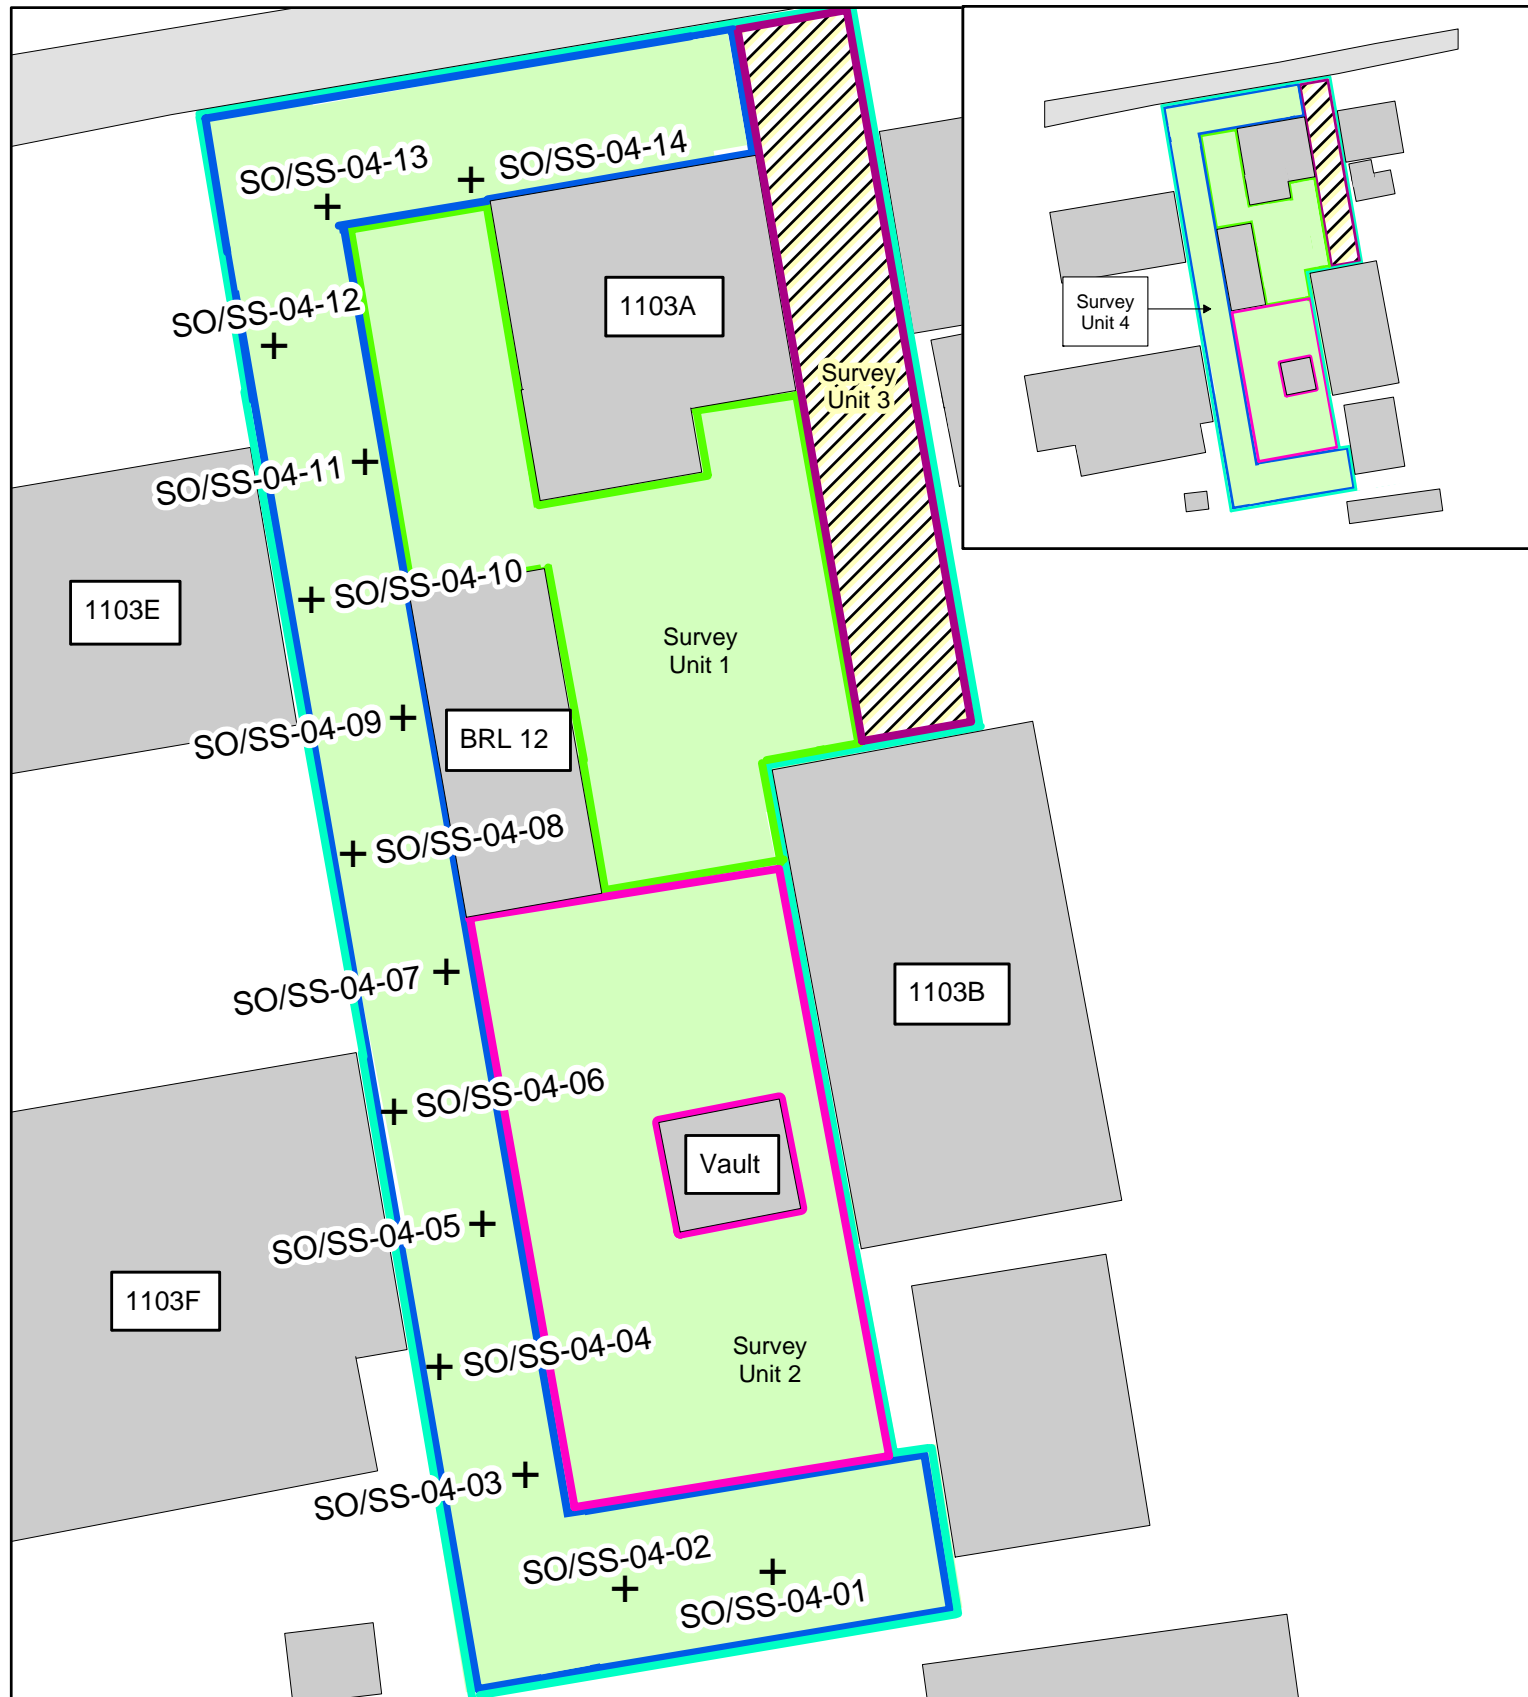 SO/SS-04-13
SO/SS-04-14
SO/SS-04-12
1103A
Survey
Unit 4
Survey
Unit 3
SO/SS-04-11
SO/SS-04-10
1103E
Survey
Unit 1
SO/SS-04-09
BRL 12
SO/SS-04-08
SO/SS-04-07
1103B
SO/SS-04-06
Vault
SO/SS-04-05
1103F
SO/SS-04-04
Survey
Unit 2
SO/SS-04-03
SO/SS-04-02
SO/SS-04-01